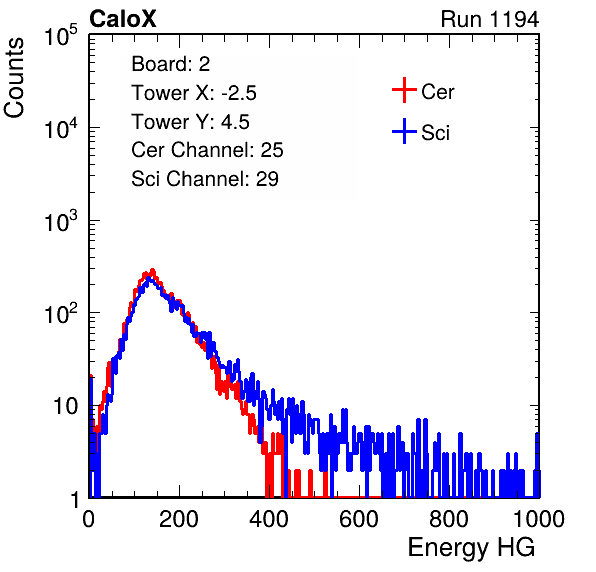 CaloX Run 1194
Counts
10^5
10^4
10^3
10^2
10
1
Board: 2
Tower X: -2.5
Tower Y: 4.5
Cer Channel: 25
Sci Channel: 29
Cer
Sci
0 200 400 600 800 1000
Energy HG